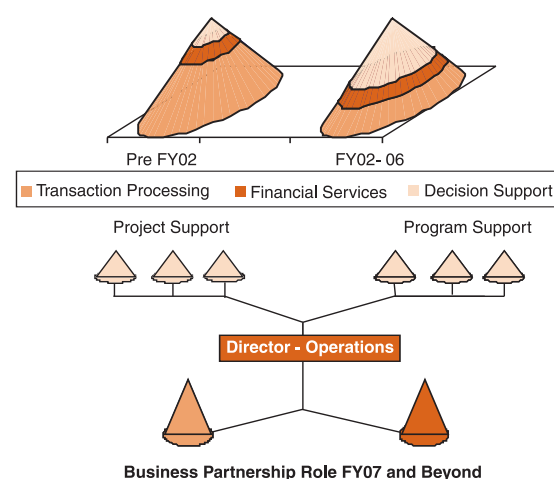 Pre FY02 FY02- 06
Transaction Processing Financial Services Decision Support
Project Support Program Support
Director - Operations
Business Partnership Role FY07 and Beyond